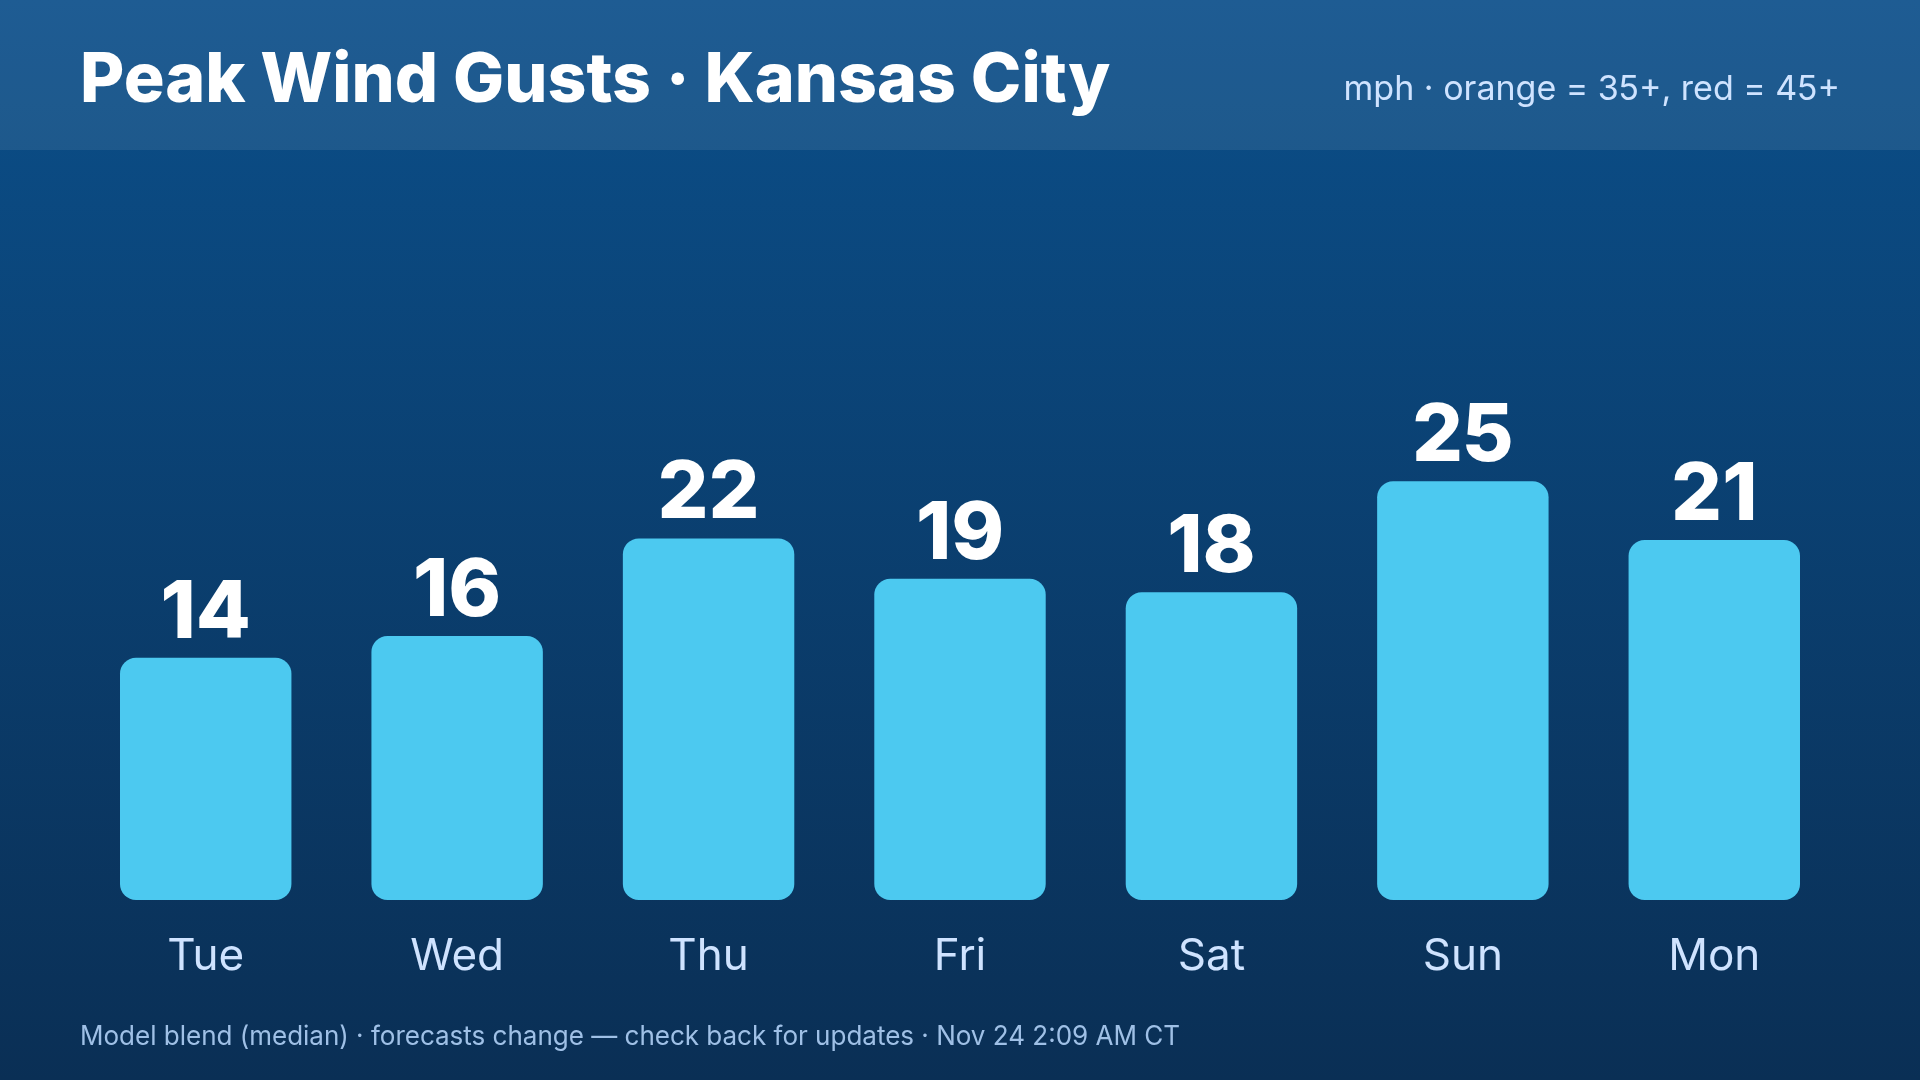 Peak Wind Gusts · Kansas City
mph · orange = 35+, red = 45+
14
16
22
19
18
25
21
Tue
Wed
Thu
Fri
Sat
Sun
Mon
Model blend (median) · forecasts change — check back for updates · Nov 24 2:09 AM CT